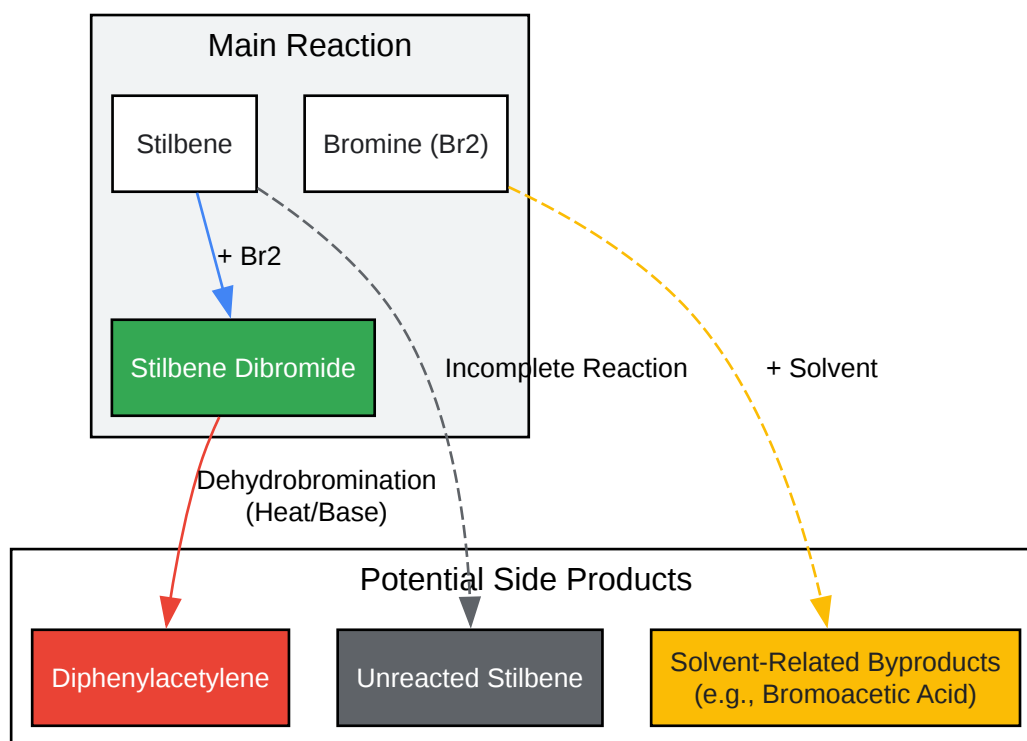 Main Reaction
Stilbene
Bromine (Br2)
+ Br2
Stilbene Dibromide
Incomplete Reaction
+ Solvent
Dehydrobromination
(Heat/Base)
Potential Side Products
Diphenylacetylene
Unreacted Stilbene
Solvent-Related Byproducts
(e.g., Bromoacetic Acid)